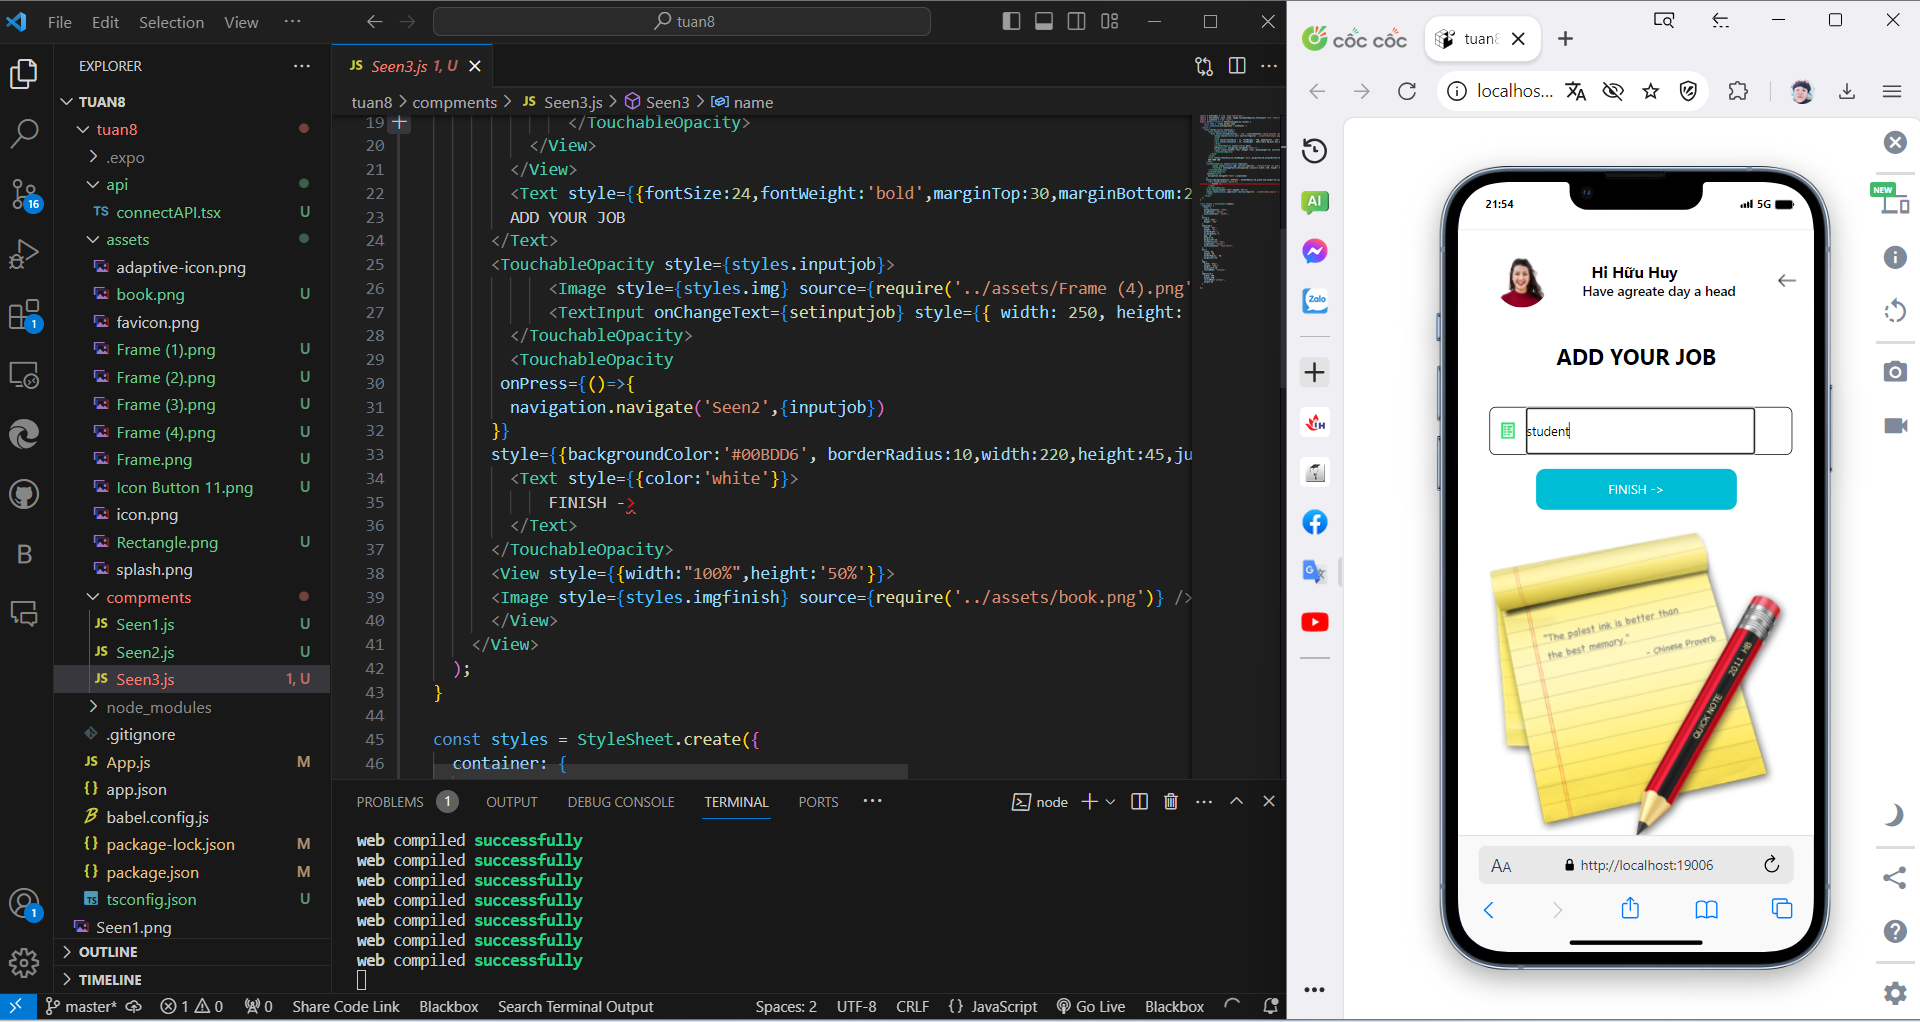 File Edit Selection View ···
tuan8
EXPLORER
TUAN8
tuan8
.expo
api
TS connectAPI.tsx U
assets
adaptive-icon.png
book.png U
favicon.png
Frame (1).png U
Frame (2).png U
Frame (3).png U
Frame (4).png U
Frame.png U
Icon Button 11.png U
icon.png
Rectangle.png U
splash.png
compments
JS Seen1.js U
JS Seen2.js U
JS Seen3.js 1, U
node_modules
.gitignore
JS App.js M
{} app.json
babel.config.js
{} package-lock.json M
{} package.json M
TS tsconfig.json U
Seen1.png
OUTLINE
TIMELINE
16
1
B
1
JS Seen3.js 1, U
tuan8 > compments > JS Seen3.js > Seen3 > name
19 </TouchableOpacity>
20 </View>
21 </View>
22 <Text style={{fontSize:24,fontWeight:'bold',marginTop:30,marginBottom:2
23 ADD YOUR JOB
24 </Text>
25 <TouchableOpacity style={styles.inputjob}>
26 <Image style={styles.img} source={require('../assets/Frame (4).png'
27 <TextInput onChangeText={setinputjob} style={{ width: 250, height:
28 </TouchableOpacity>
29 <TouchableOpacity
30 onPress={()=>{
31 navigation.navigate('Seen2',{inputjob})
32 }}
33 style={{backgroundColor:'#00BDD6', borderRadius:10,width:220,height:45,ju
34 <Text style={{color:'white'}}>
35 FINISH ->
36 </Text>
37 </TouchableOpacity>
38 <View style={{width:"100%",height:'50%'}}>
39 <Image style={styles.imgfinish} source={require('../assets/book.png')} />
40 </View>
41 </View>
42 );
43 }
44
45 const styles = StyleSheet.create({
46 container: {
PROBLEMS 1 OUTPUT DEBUG CONSOLE TERMINAL PORTS ···
node
web compiled successfully
web compiled successfully
web compiled successfully
web compiled successfully
web compiled successfully
web compiled successfully
web compiled successfully
master* 1 0 0 Share Code Link Blackbox Search Terminal Output Spaces: 2 UTF-8 CRLF {} JavaScript Go Live Blackbox
cốc cốc
tuan8
localhos...
AI
Zalo
IH
NEW
21:54
5G
Hi Hữu Huy
Have agreate day a head
ADD YOUR JOB
student
FINISH ->
"The palest ink is better than
the best memory."
- Chinese Proverb
QUICK NOTE 2011 HB
AA http://localhost:19006